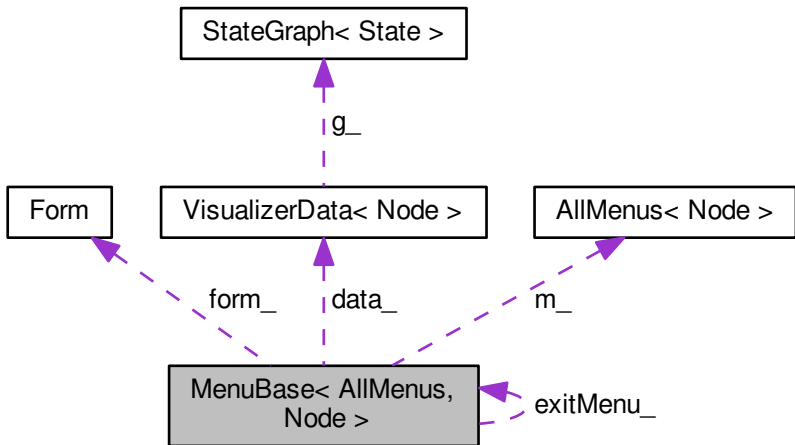 StateGraph< State >
g_
Form
VisualizerData< Node >
AllMenus< Node >
form_
data_
m_
MenuBase< AllMenus,
Node >
exitMenu_